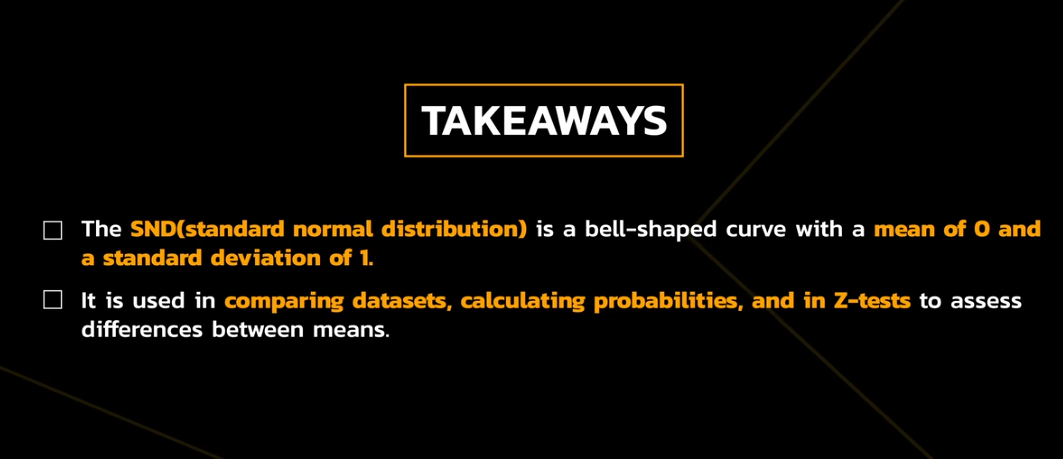 TAKEAWAYS
The SND(standard normal distribution) is a bell-shaped curve with a mean of 0 and
a standard deviation of 1.
It is used in comparing datasets, calculating probabilities, and in Z-tests to assess
differences between means.